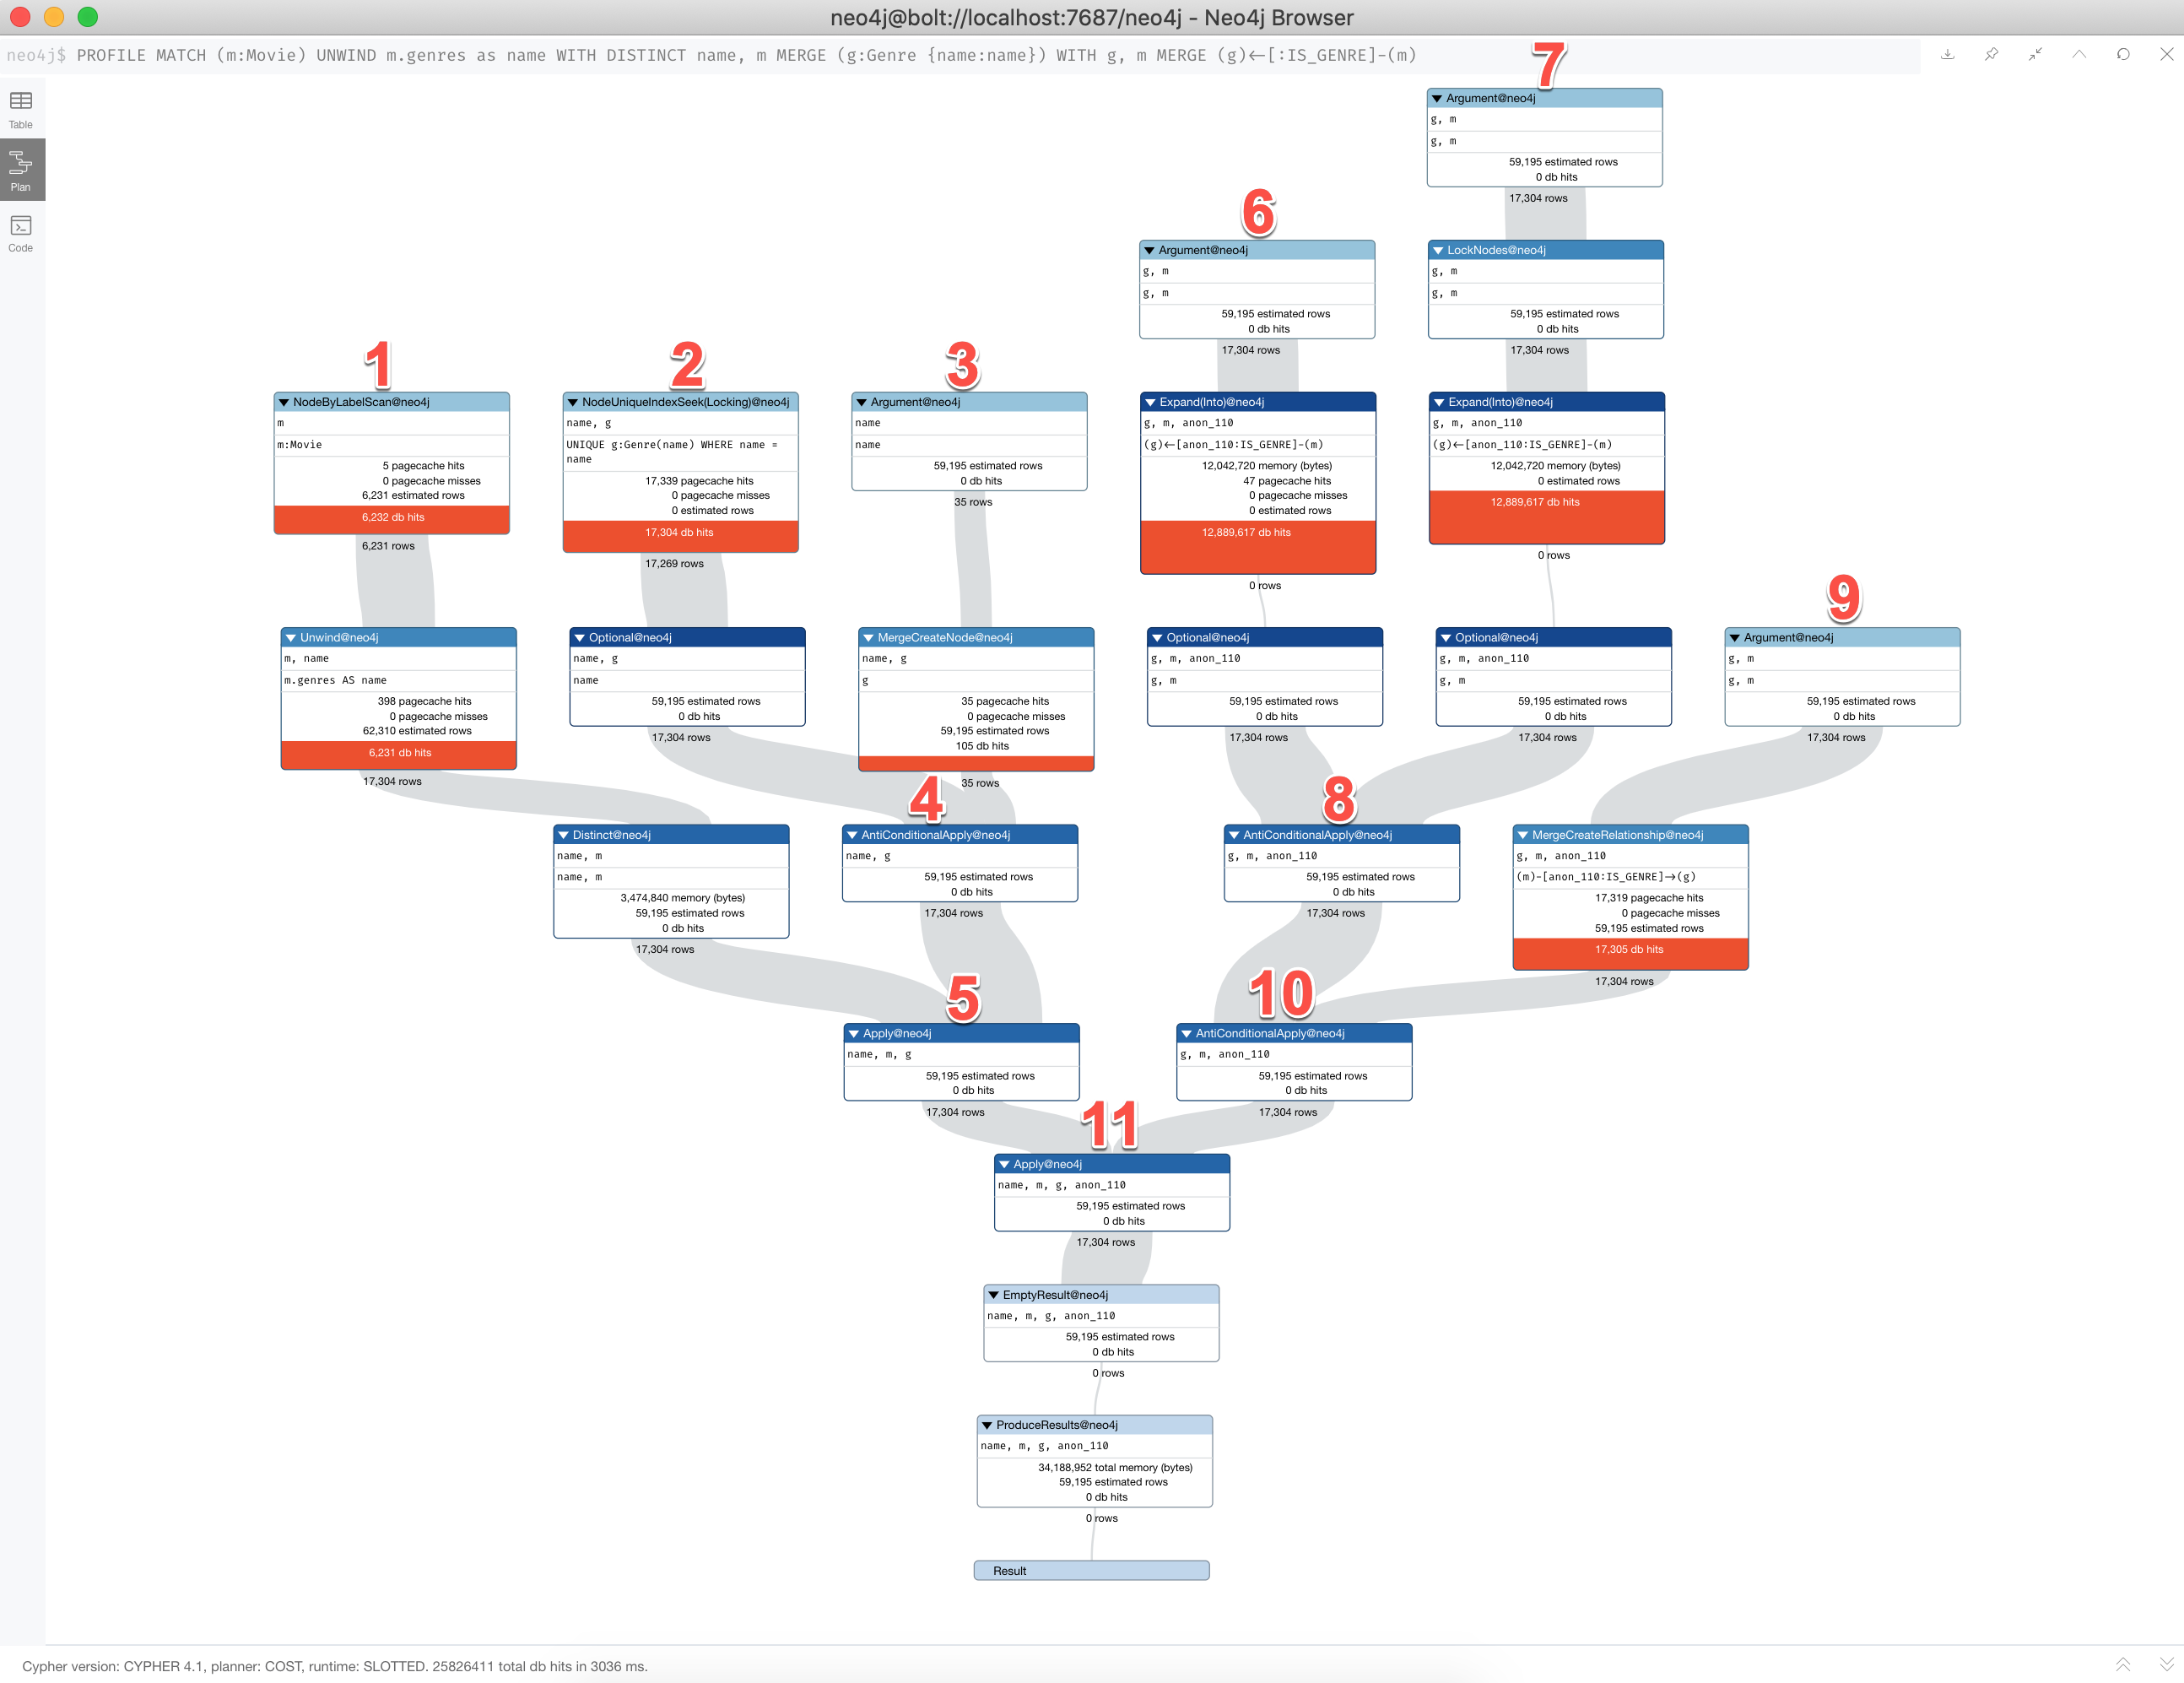 neo4j@bolt://localhost:7687/neo4j - Neo4j Browser
neo4j$ PROFILE MATCH (m:Movie) UNWIND m.genres as name WITH DISTINCT name, m MERGE (g:Genre {name:name}) WITH g, m MERGE (g)<-[:IS_GENRE]-(m)
Table
Plan
Code
7
Argument@neo4j
g, m
g, m
59,195 estimated rows
0 db hits
17,304 rows
6
Argument@neo4j
g, m
g, m
59,195 estimated rows
0 db hits
17,304 rows
LockNodes@neo4j
g, m
g, m
59,195 estimated rows
0 db hits
17,304 rows
1
NodeByLabelScan@neo4j
m
m:Movie
5 pagecache hits
0 pagecache misses
6,231 estimated rows
6,232 db hits
6,231 rows
2
NodeUniqueIndexSeek(Locking)@neo4j
name, g
UNIQUE g:Genre(name) WHERE name =
name
17,339 pagecache hits
0 pagecache misses
0 estimated rows
17,304 db hits
17,269 rows
3
Argument@neo4j
name
name
59,195 estimated rows
0 db hits
35 rows
Expand(Into)@neo4j
g, m, anon_110
(g)<-[anon_110:IS_GENRE]-(m)
12,042,720 memory (bytes)
47 pagecache hits
0 pagecache misses
0 estimated rows
12,889,617 db hits
0 rows
Expand(Into)@neo4j
g, m, anon_110
(g)<-[anon_110:IS_GENRE]-(m)
12,042,720 memory (bytes)
0 estimated rows
12,889,617 db hits
0 rows
Unwind@neo4j
m, name
m.genres AS name
398 pagecache hits
0 pagecache misses
62,310 estimated rows
6,231 db hits
17,304 rows
Optional@neo4j
name, g
name
59,195 estimated rows
0 db hits
17,304 rows
MergeCreateNode@neo4j
name, g
g
35 pagecache hits
0 pagecache misses
59,195 estimated rows
105 db hits
35 rows
Optional@neo4j
g, m, anon_110
g, m
59,195 estimated rows
0 db hits
17,304 rows
Optional@neo4j
g, m, anon_110
g, m
59,195 estimated rows
0 db hits
17,304 rows
9
Argument@neo4j
g, m
g, m
59,195 estimated rows
0 db hits
17,304 rows
Distinct@neo4j
name, m
name, m
3,474,840 memory (bytes)
59,195 estimated rows
0 db hits
17,304 rows
4
AntiConditionalApply@neo4j
name, g
59,195 estimated rows
0 db hits
17,304 rows
8
AntiConditionalApply@neo4j
g, m, anon_110
59,195 estimated rows
0 db hits
17,304 rows
MergeCreateRelationship@neo4j
g, m, anon_110
(m)-[anon_110:IS_GENRE]->(g)
17,319 pagecache hits
0 pagecache misses
59,195 estimated rows
17,305 db hits
17,304 rows
5
Apply@neo4j
name, m, g
59,195 estimated rows
0 db hits
17,304 rows
10
AntiConditionalApply@neo4j
g, m, anon_110
59,195 estimated rows
0 db hits
17,304 rows
11
Apply@neo4j
name, m, g, anon_110
59,195 estimated rows
0 db hits
17,304 rows
EmptyResult@neo4j
name, m, g, anon_110
59,195 estimated rows
0 db hits
0 rows
ProduceResults@neo4j
name, m, g, anon_110
34,188,952 total memory (bytes)
59,195 estimated rows
0 db hits
0 rows
Result
Cypher version: CYPHER 4.1, planner: COST, runtime: SLOTTED. 25826411 total db hits in 3036 ms.